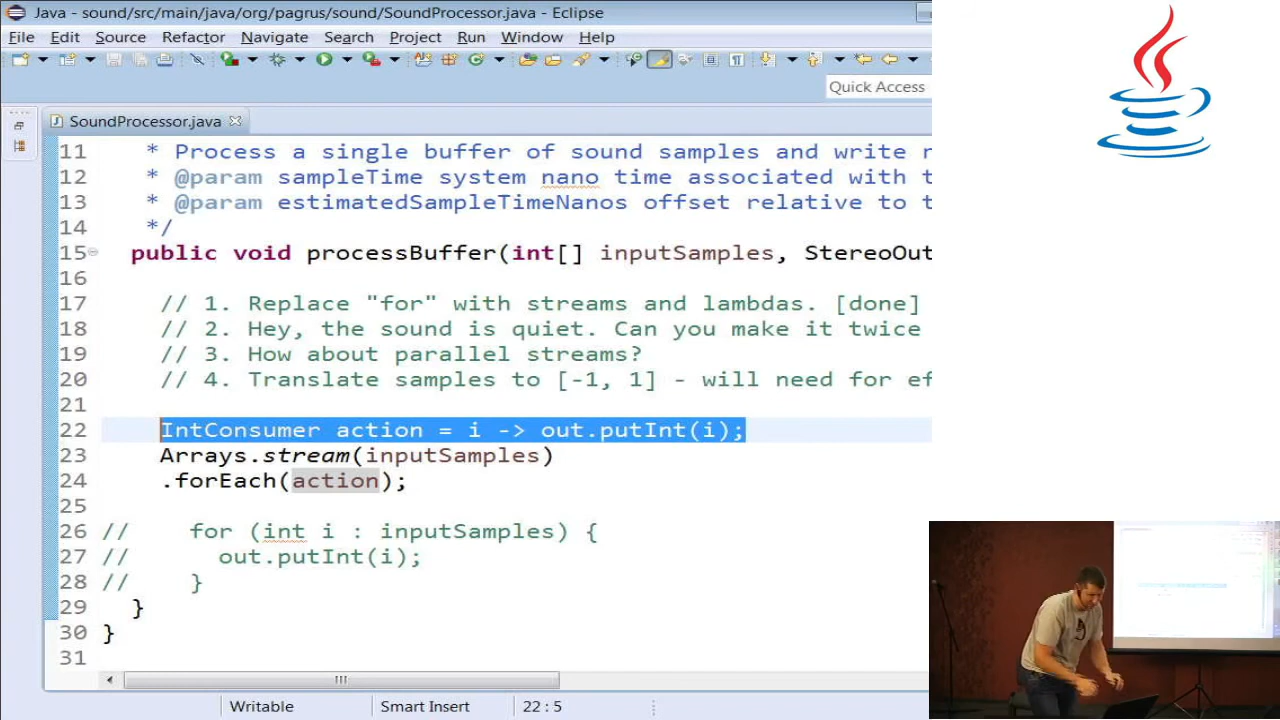 Java - sound/src/main/java/org/pagrus/sound/SoundProcessor.java - Eclipse
File Edit Source Refactor Navigate Search Project Run Window Help
Quick Access
SoundProcessor.java
11 * Process a single buffer of sound samples and write
12 * @param sampleTime system nano time associated with
13 * @param estimatedSampleTimeNanos offset relative to
14 */
15 public void processBuffer(int[] inputSamples, StereoOut
16
17 // 1. Replace "for" with streams and lambdas. [done]
18 // 2. Hey, the sound is quiet. Can you make it twice
19 // 3. How about parallel streams?
20 // 4. Translate samples to [-1, 1] - will need for ef
21
22 IntConsumer action = i -> out.putInt(i);
23 Arrays.stream(inputSamples)
24 .forEach(action);
25
26 // for (int i : inputSamples) {
27 // out.putInt(i);
28 // }
29 }
30 }
31
Writable Smart Insert 22 : 5